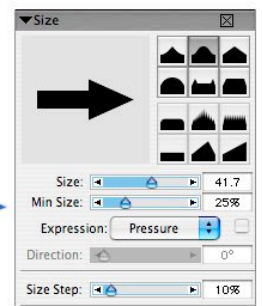 Size
Size: 41.7
Min Size: 25%
Expression: Pressure
Direction: 0°
Size Step: 10%